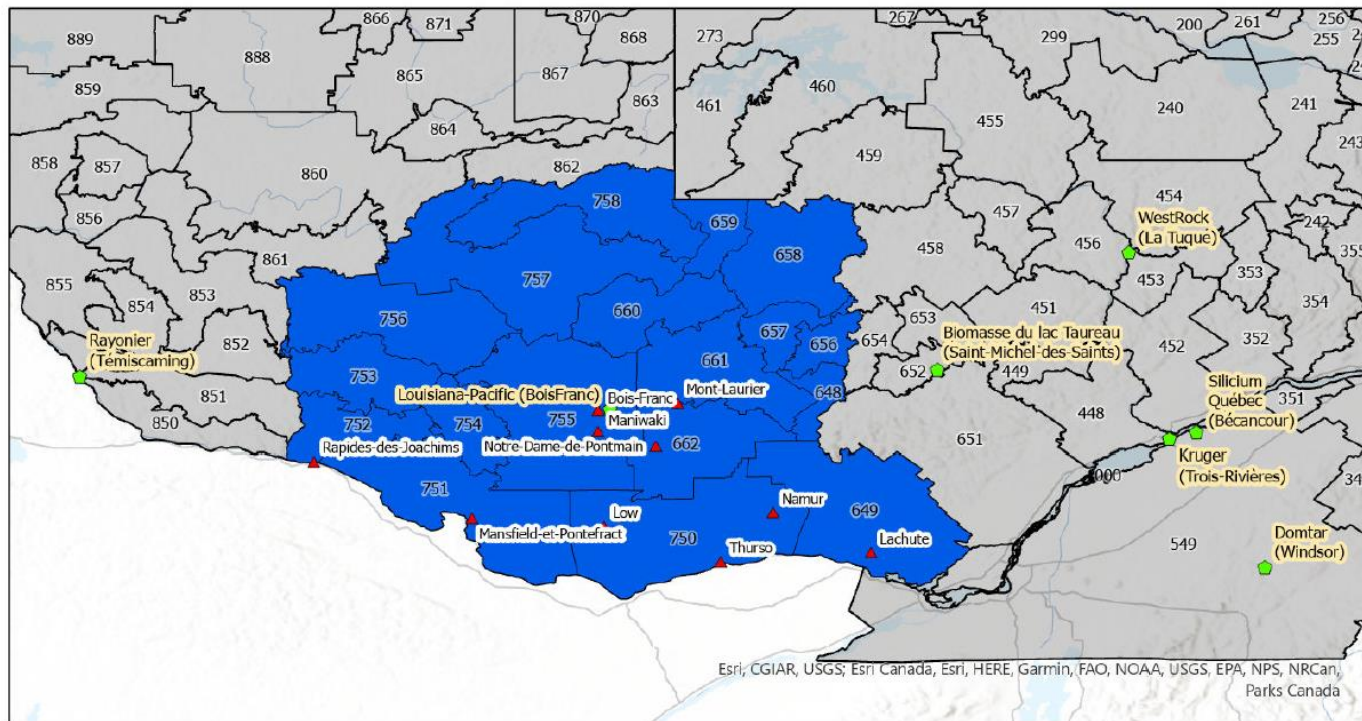 866
871
870
267
200
261
256
889
888
868
273
299
255
865
867
460
859
863
461
240
241
864
455
858
857
862
459
243
860
758
454
856
659
457
242
WestRock
(La Tuque)
456
458
658
861
757
353
855
853
453
354
854
660
451
756
653
657
352
Rayonier
(Témiscaming)
852
656
654
Biomasse du lac Taureau
(Saint-Michel-des-Saints)
452
661
753
652
449
851
Louisiana-Pacific (BoisFranc)
Bois-Franc
Mont-Laurier
648
Silicium
Québec
(Bécancour)
351
850
752
754
755
Maniwaki
448
Rapides-des-Joachims
Notre-Dame-de-Pontmain
662
651
Kruger
(Trois-Rivières)
751
Namur
649
Low
Mansfield-et-Pontefract
750
Lachute
549
Domtar
(Windsor)
Thurso
Esri, CGIAR, USGS; Esri Canada, Esri, HERE, Garmin, FAO, NOAA, USGS, EPA, NPS, NRCan,
Parks Canada